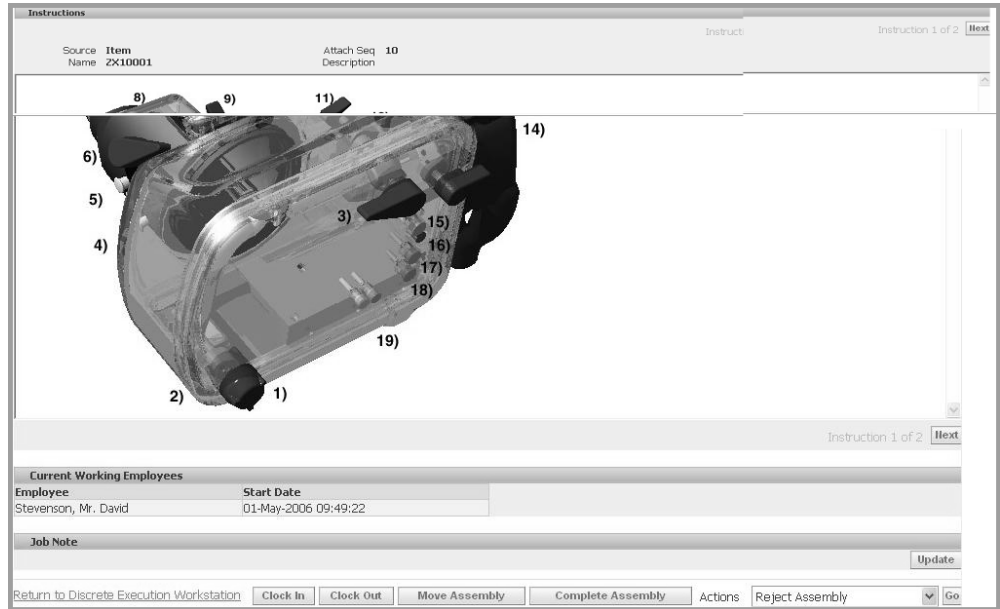 Instructions
Instruct
Instruction 1 of 2 Next
Source Item Attach Seq 10
Name 2X10001 Description
8) 9) 11)
14)
6)
5)
3)
15)
4)
16)
17)
18)
19)
2) 1)
Instruction 1 of 2 Next
Current Working Employees
Employee Start Date
Stevenson, Mr. David 01-May-2006 09:49:22
Job Note
Update
Return to Discrete Execution Workstation Clock In Clock Out Move Assembly Complete Assembly Actions Reject Assembly Go